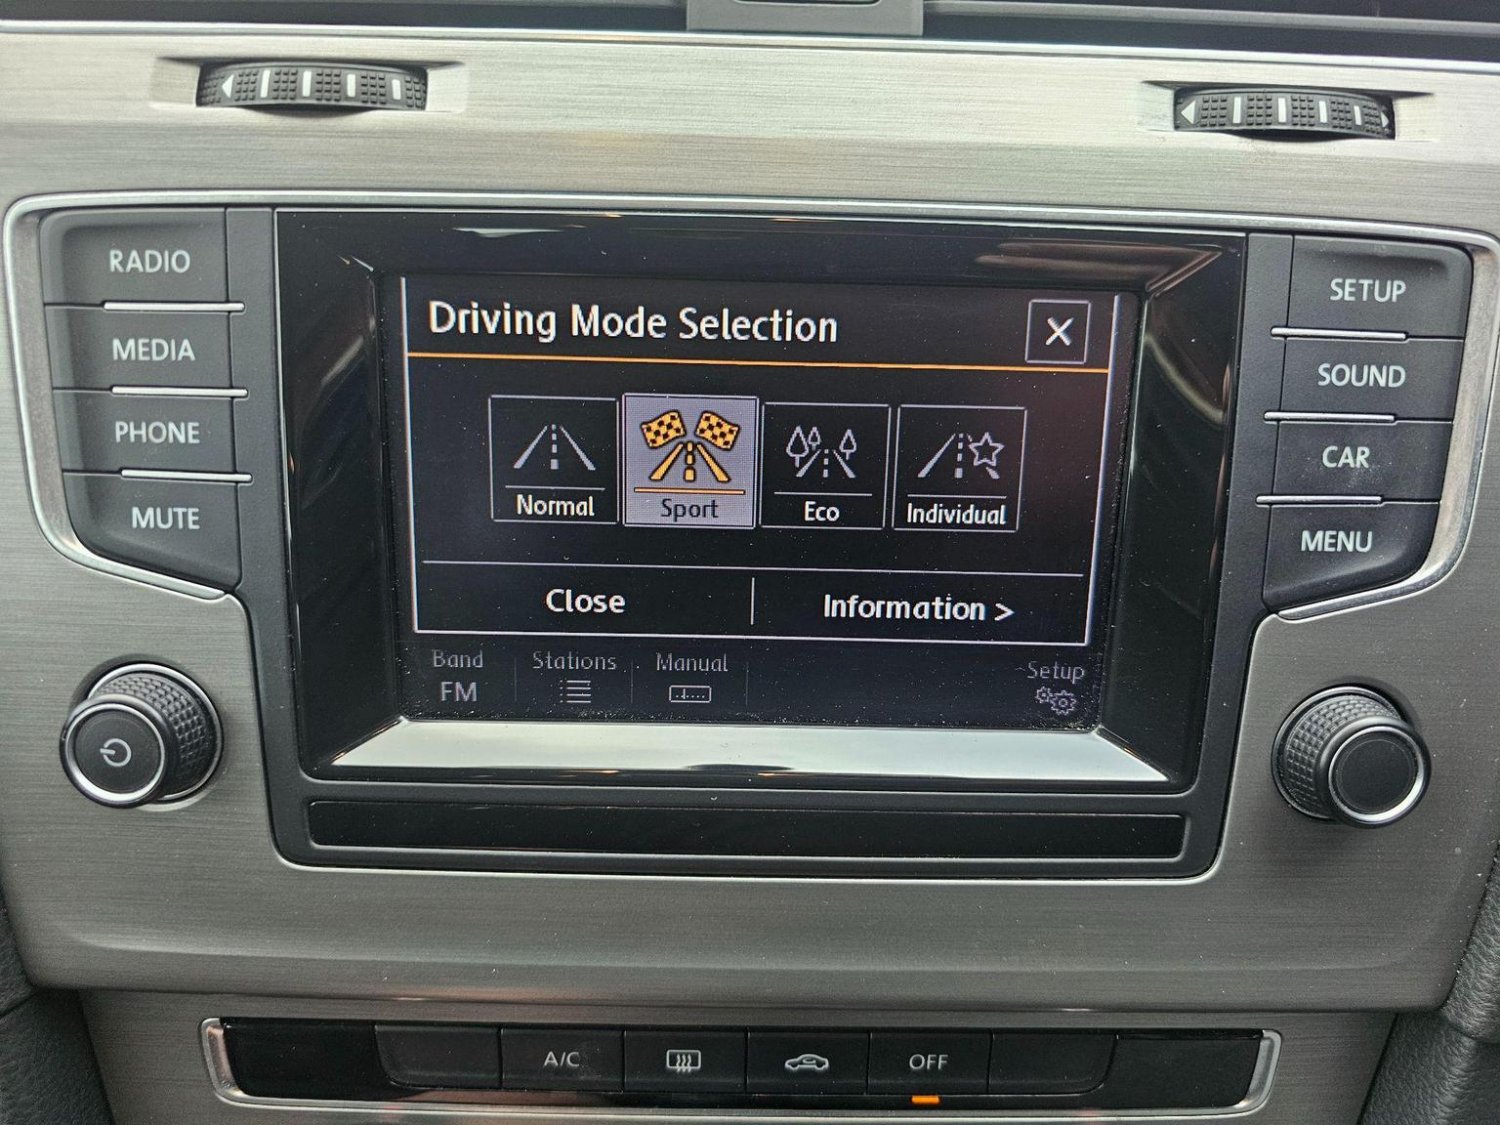 RADIO
MEDIA
PHONE
MUTE
Driving Mode Selection
X
Normal
Sport
Eco
Individual
Close
Information >
Band
Stations
Manual
Setup
FM
SETUP
SOUND
CAR
MENU
A/C
OFF